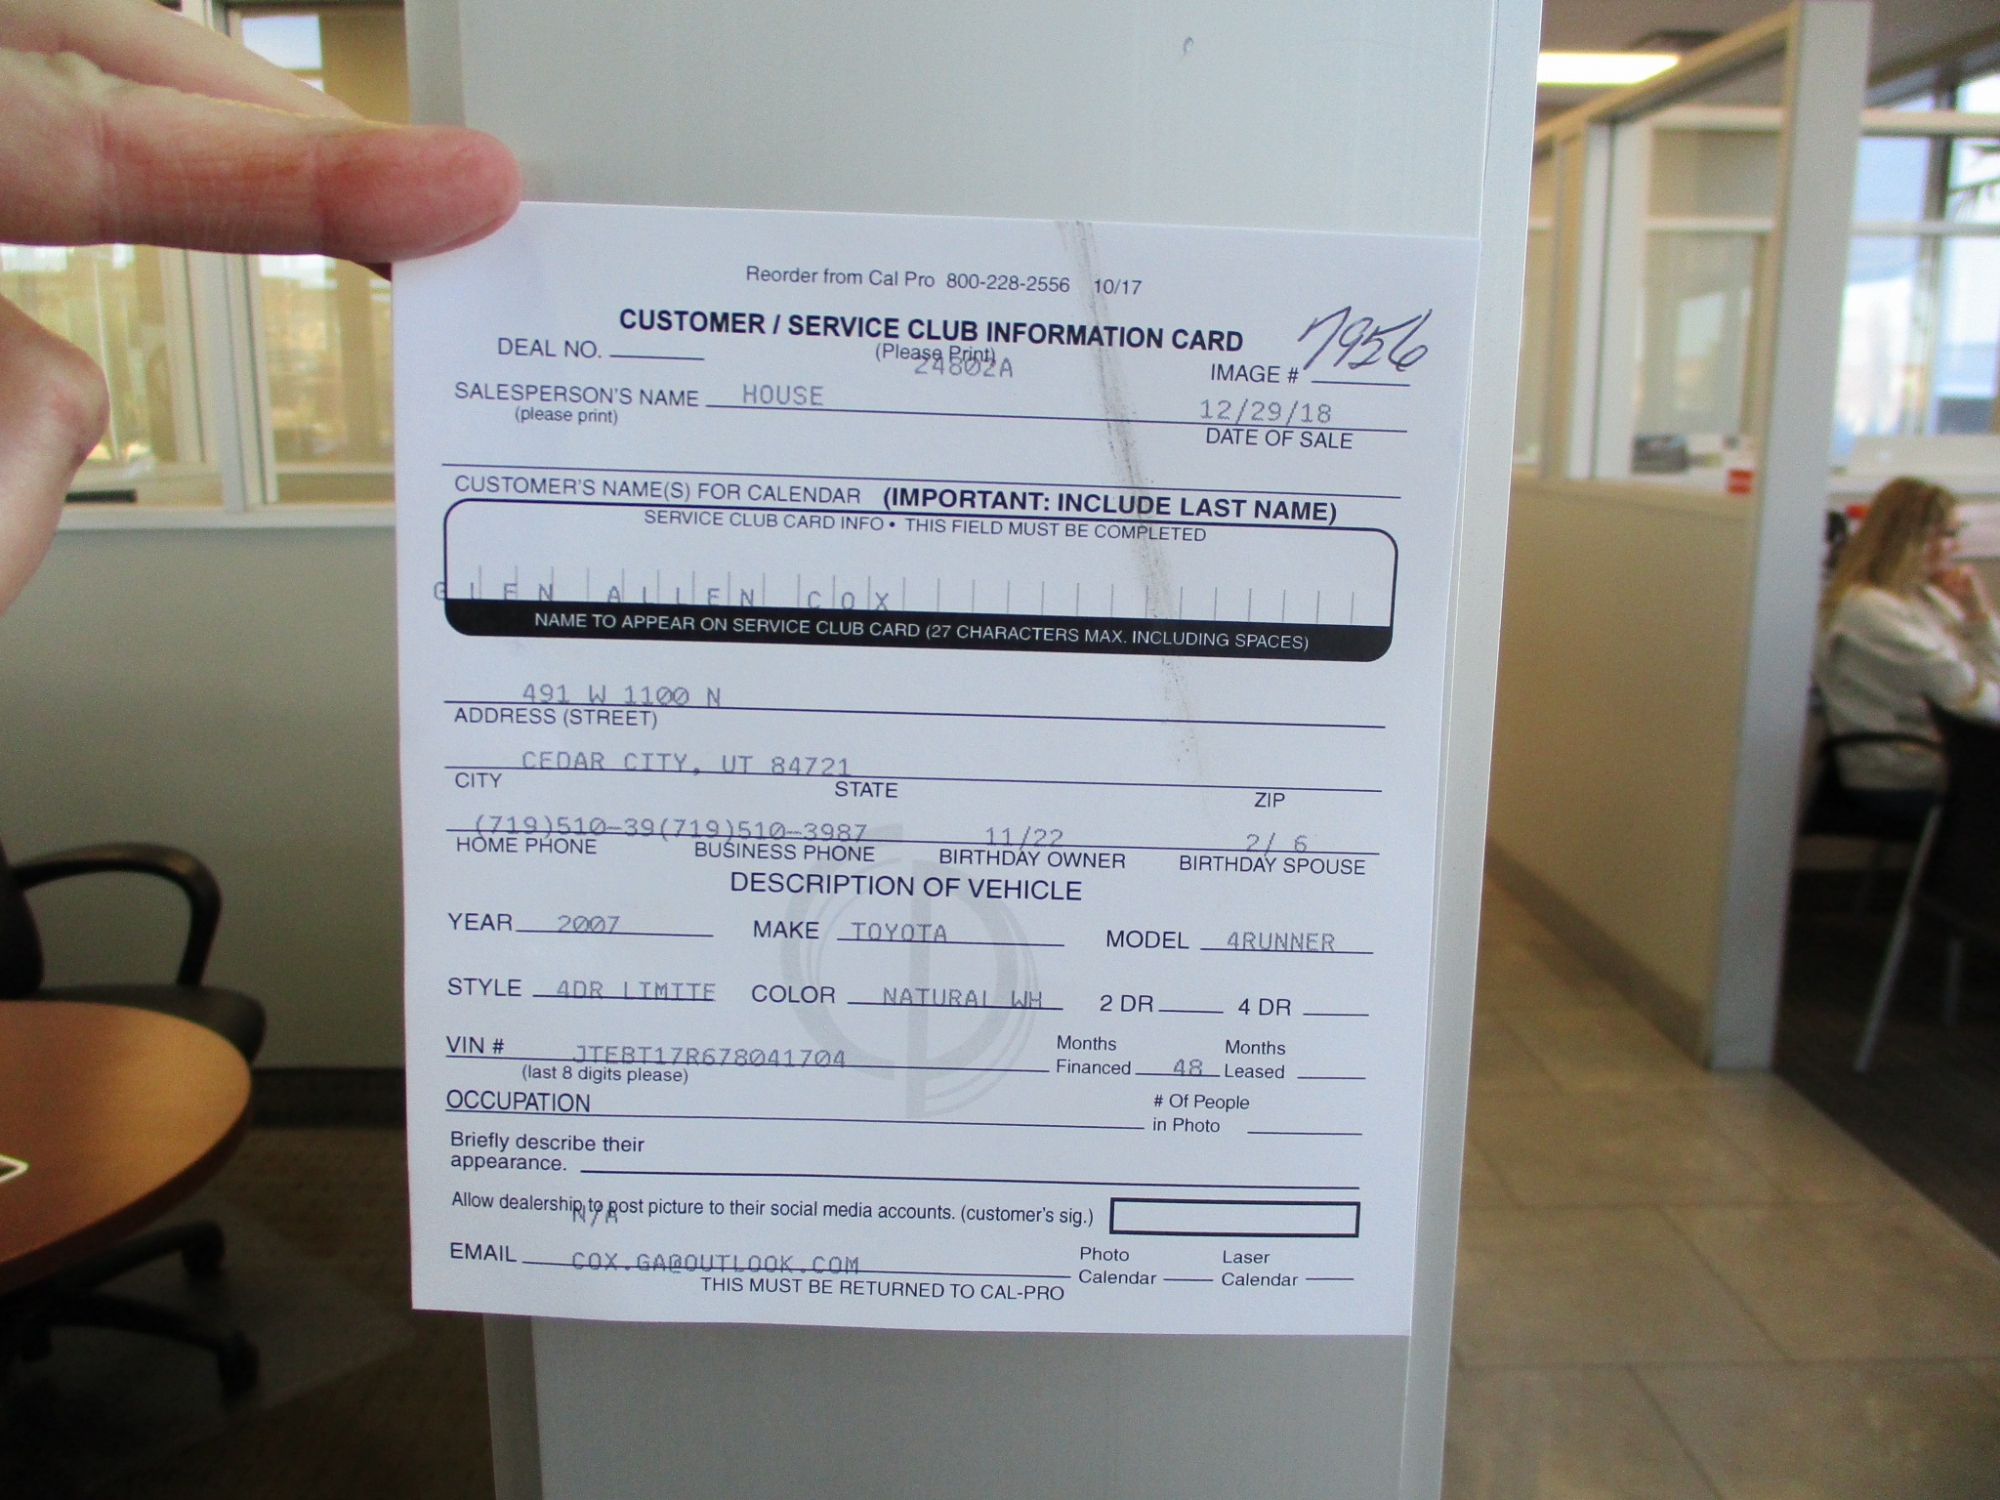 Reorder from Cal Pro 800-228-2556 10/17
CUSTOMER / SERVICE CLUB INFORMATION CARD
DEAL NO. (Please Print) IMAGE # 7956
24802A
SALESPERSON'S NAME HOUSE 12/29/18
(please print) DATE OF SALE
CUSTOMER'S NAME(S) FOR CALENDAR (IMPORTANT: INCLUDE LAST NAME)
SERVICE CLUB CARD INFO • THIS FIELD MUST BE COMPLETED
GLEN ALLEN COX
NAME TO APPEAR ON SERVICE CLUB CARD (27 CHARACTERS MAX. INCLUDING SPACES)
491 W 1100 N
ADDRESS (STREET)
CEDAR CITY, UT 84721
CITY STATE ZIP
(719)510-39(719)510-3987 11/22 2/ 6
HOME PHONE BUSINESS PHONE BIRTHDAY OWNER BIRTHDAY SPOUSE
DESCRIPTION OF VEHICLE
YEAR 2007 MAKE TOYOTA MODEL 4RUNNER
STYLE 4DR LIMITE COLOR NATURAL WH 2 DR 4 DR
VIN # JTEBT17R678041704 Months Financed 48 Months Leased
(last 8 digits please)
OCCUPATION # Of People in Photo
Briefly describe their
appearance.
Allow dealership to post picture to their social media accounts. (customer's sig.)
N/A
EMAIL COX.GA@OUTLOOK.COM Photo Calendar Laser Calendar
THIS MUST BE RETURNED TO CAL-PRO